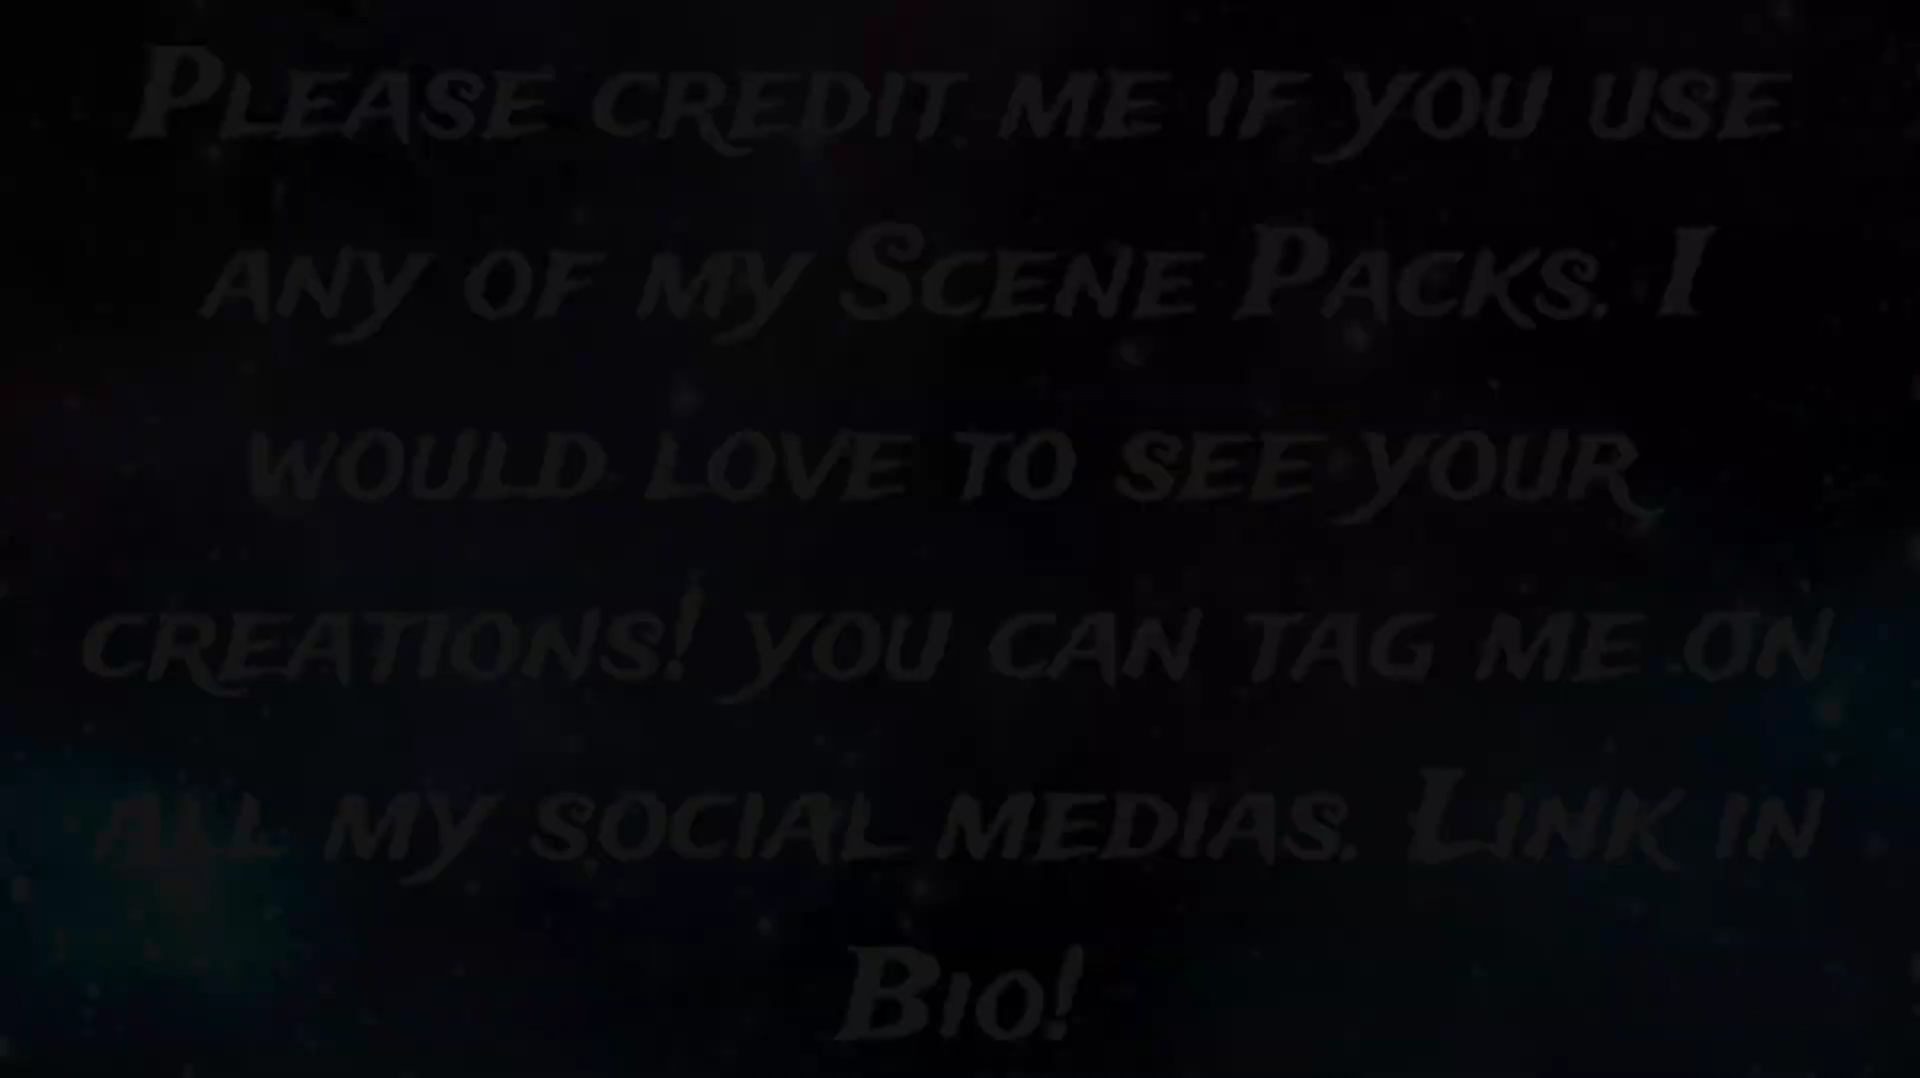 Please credit me if you use
any of my Scene Packs. I
would love to see your
creations! you can tag me on
all my social medias. Link in
Bio!